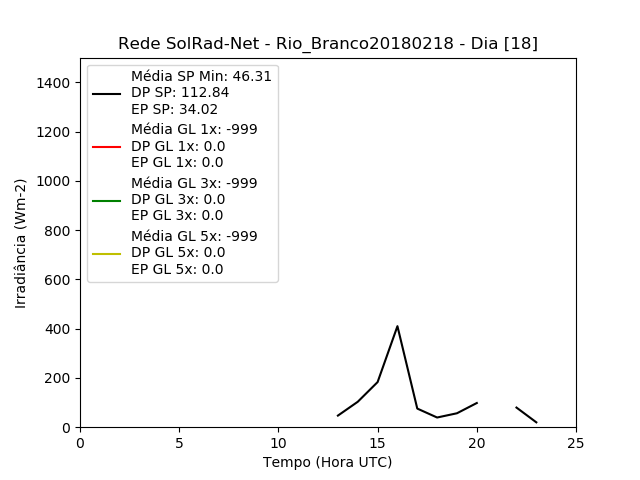 Rede SolRad-Net - Rio_Branco20180218 - Dia [18]
Média SP Min: 46.31
DP SP: 112.84
EP SP: 34.02
Média GL 1x: -999
DP GL 1x: 0.0
EP GL 1x: 0.0
Média GL 3x: -999
DP GL 3x: 0.0
EP GL 3x: 0.0
Média GL 5x: -999
DP GL 5x: 0.0
EP GL 5x: 0.0
1400
1200
1000
800
600
400
200
0
Irradiância (Wm-2)
0 5 10 15 20 25
Tempo (Hora UTC)